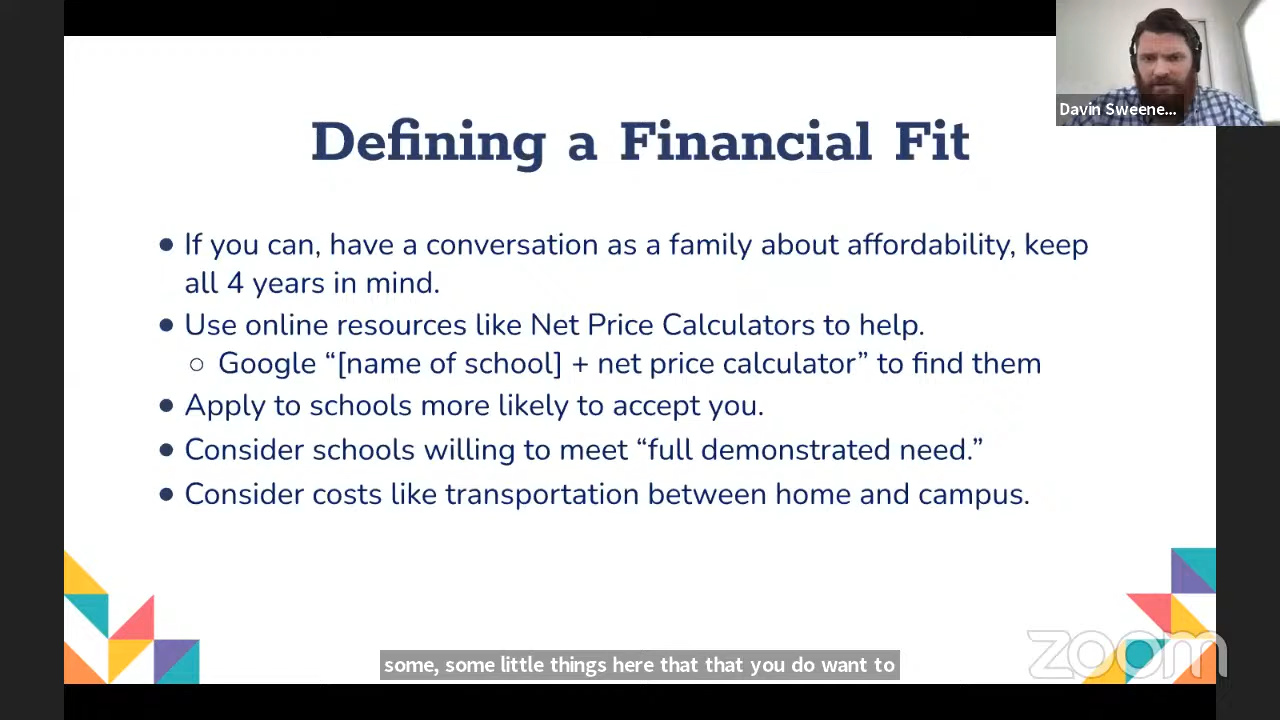 Davin Sweene...
Defining a Financial Fit
● If you can, have a conversation as a family about affordability, keep
all 4 years in mind.
● Use online resources like Net Price Calculators to help.
○ Google “[name of school] + net price calculator” to find them
● Apply to schools more likely to accept you.
● Consider schools willing to meet “full demonstrated need.”
● Consider costs like transportation between home and campus.
some, some little things here that that you do want to
zoom